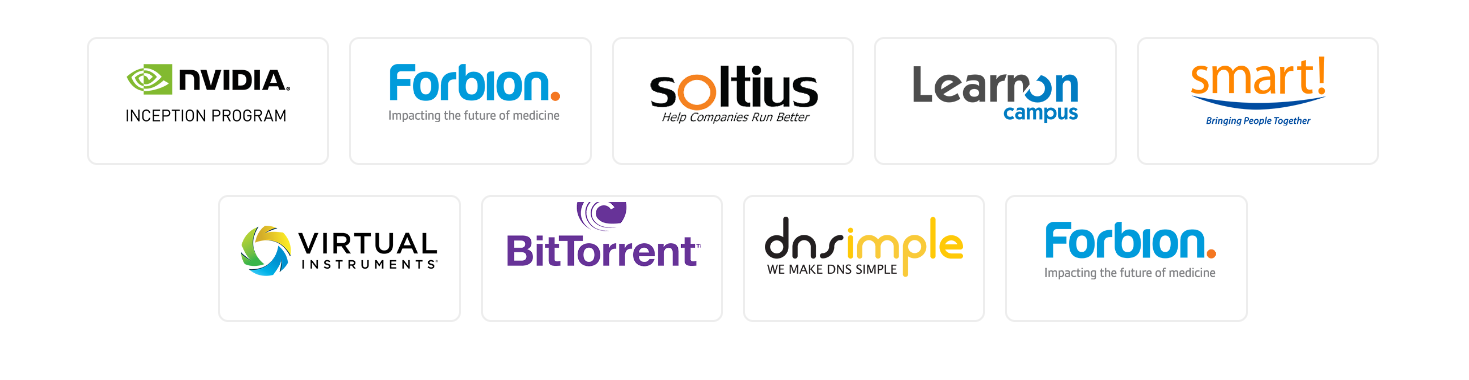 NVIDIA.
INCEPTION PROGRAM
Forbion.
Impacting the future of medicine
soltius
Help Companies Run Better
Learnon
campus
smart!
Bringing People Together
VIRTUAL
INSTRUMENTS
BitTorrent™
dnsimple
WE MAKE DNS SIMPLE
Forbion.
Impacting the future of medicine